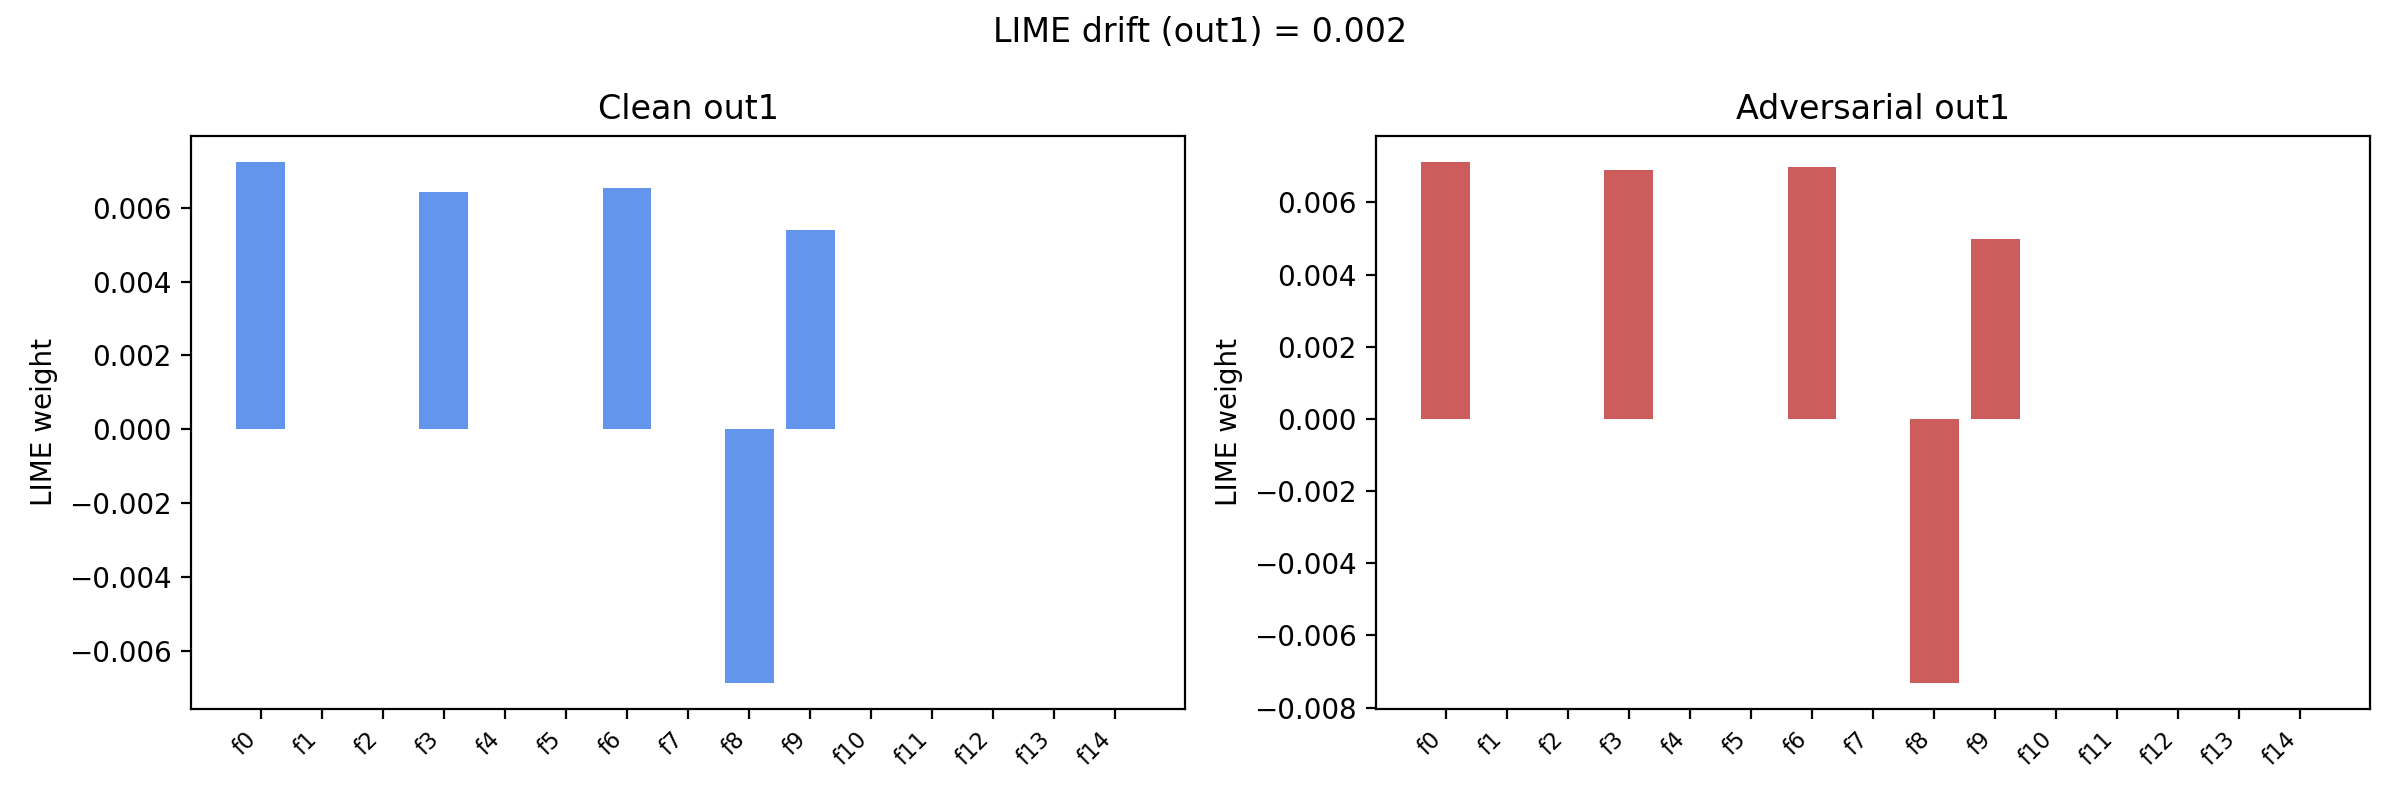 LIME drift (out1) = 0.002
Clean out1
LIME weight
0.006
0.004
0.002
0.000
−0.002
−0.004
−0.006
f0 f1 f2 f3 f4 f5 f6 f7 f8 f9 f10 f11 f12 f13 f14
Adversarial out1
LIME weight
0.006
0.004
0.002
0.000
−0.002
−0.004
−0.006
−0.008
f0 f1 f2 f3 f4 f5 f6 f7 f8 f9 f10 f11 f12 f13 f14